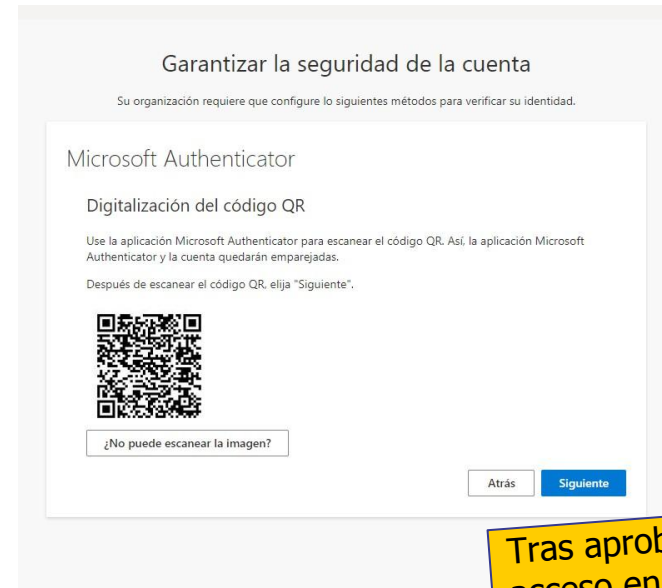 Garantizar la seguridad de la cuenta
Su organización requiere que configure lo siguientes métodos para verificar su identidad.
Microsoft Authenticator
Digitalización del código QR
Use la aplicación Microsoft Authenticator para escanear el código QR. Así, la aplicación Microsoft
Authenticator y la cuenta quedarán emparejadas.
Después de escanear el código QR, elija "Siguiente".
¿No puede escanear la imagen?
Atrás Siguiente
Tras